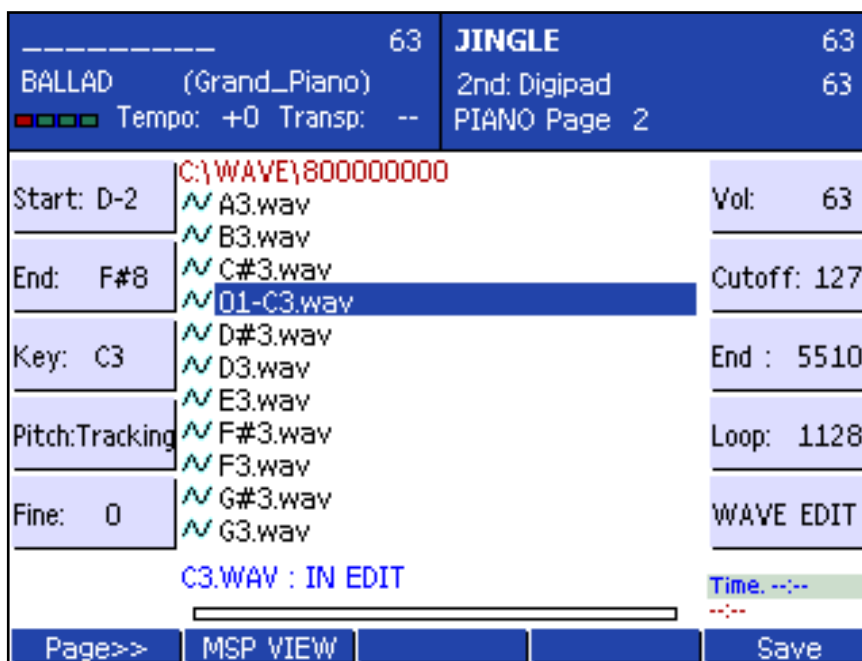 _________ 63
BALLAD (Grand_Piano)
Tempo: +0 Transp: --
JINGLE 63
2nd: Digipad 63
PIANO Page 2
Start: D-2
End: F#8
Key: C3
Pitch:Tracking
Fine: 0
C:\WAVE\800000000
A3.wav
B3.wav
C#3.wav
01-C3.wav
D#3.wav
D3.wav
E3.wav
F#3.wav
F3.wav
G#3.wav
G3.wav
C3.WAV : IN EDIT
Vol: 63
Cutoff: 127
End : 5510
Loop: 1128
WAVE EDIT
Time. --:--
--:--
Page>> MSP VIEW Save